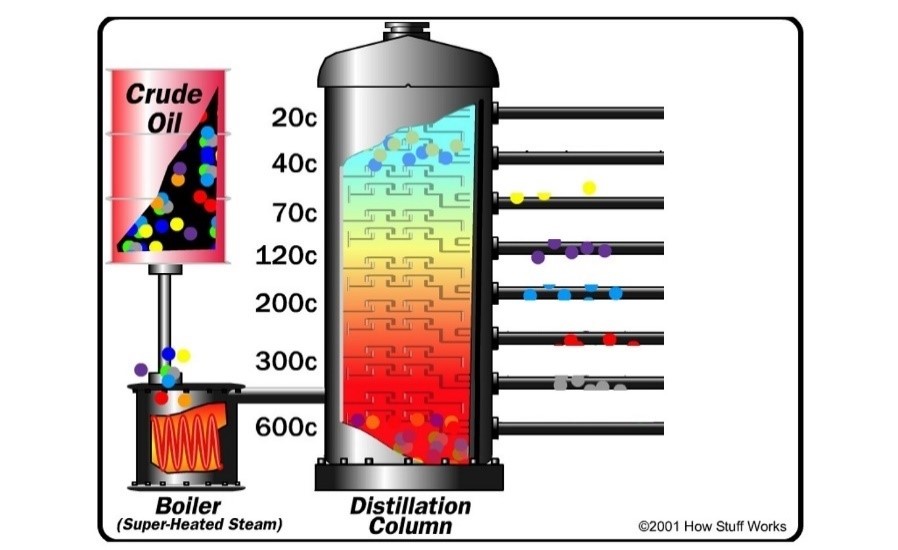 Crude
Oil
20c
40c
70c
120c
200c
300c
600c
Boiler
(Super-Heated Steam)
Distillation
Column
©2001 How Stuff Works